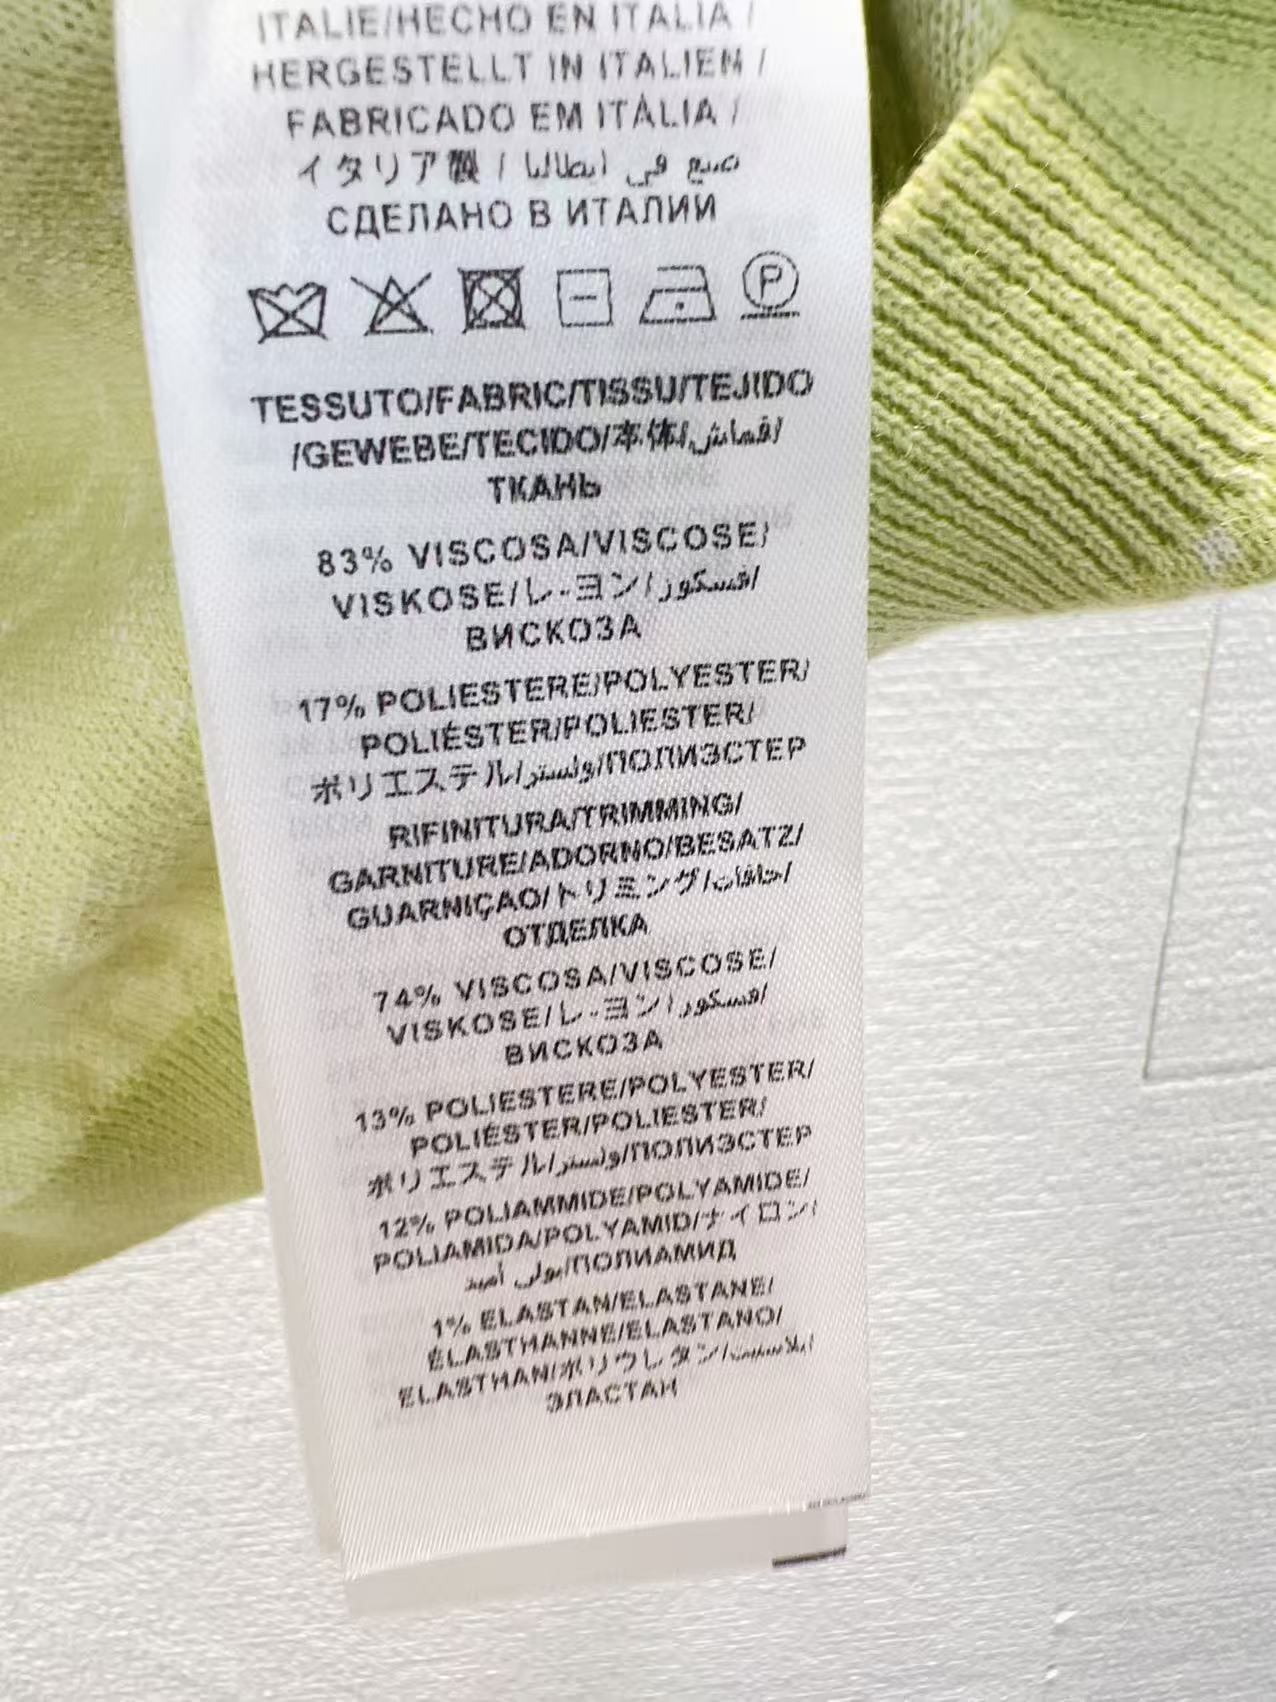 ITALIE/HECHO EN ITALIA /
HERGESTELLT IN ITALIEN /
FABRICADO EM ITÁLIA /
イタリア製 / صنع في ايطاليا
СДЕЛАНО В ИТАЛИИ
P
TESSUTO/FABRIC/TISSU/TEJIDO
/GEWEBE/TECIDO/本体/قماش/
ТКАНЬ
83% VISCOSA/VISCOSE/
VISKOSE/レ-ヨン/فسكوز/
ВИСКОЗА
17% POLIESTERE/POLYESTER/
POLIÉSTER/POLIESTER/
ポリエステル/ولستر/ПОЛИЭСТЕР
RIFINITURA/TRIMMING/
GARNITURE/ADORNO/BESATZ/
GUARNIÇAO/トリミング/حافات/
ОТДЕЛКА
74% VISCOSA/VISCOSE/
VISKOSE/レ-ヨン/فسكوز/
ВИСКОЗА
13% POLIESTERE/POLYESTER/
POLIÉSTER/POLIESTER/
ポリエステル/ولستر/ПОЛИЭСТЕР
12% POLIAMMIDE/POLYAMIDE/
POLIAMIDA/POLYAMID/ナイロン/
بولي أميد/ПОЛИАМИД
1% ELASTAN/ELASTANE/
ÉLASTHANNE/ELASTANO/
ELASTHAN/ポリウレタン/
ЭЛАСТАН